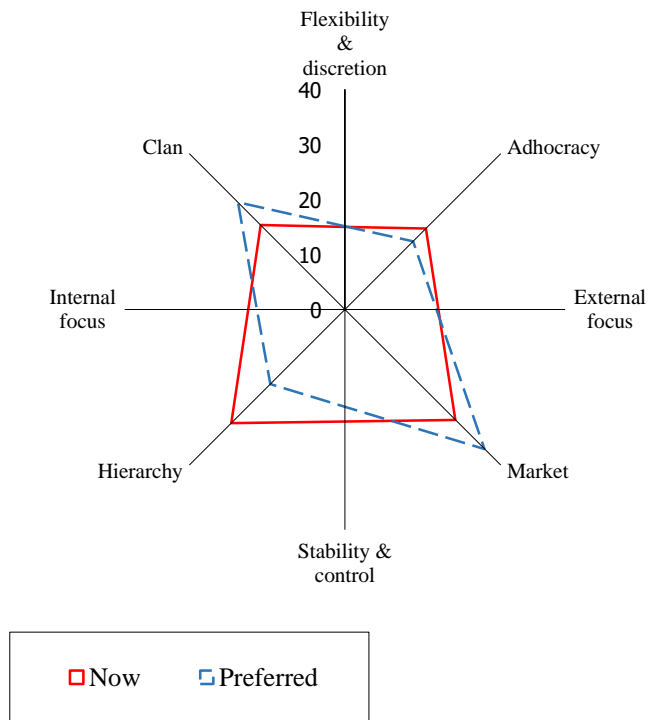 Flexibility
&
discretion
40
Clan
30
Adhocracy
20
10
Internal
focus
0
External
focus
Hierarchy
Market
Stability &
control
Now
Preferred